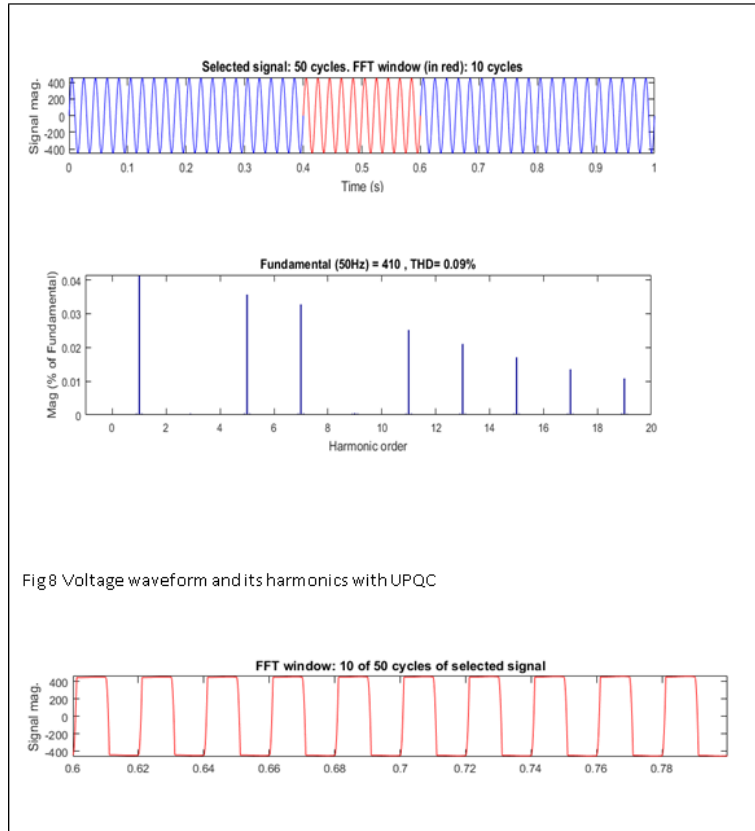 Selected signal: 50 cycles. FFT window (in red): 10 cycles
Signal mag.
400
200
0
-200
-400
0 0.1 0.2 0.3 0.4 0.5 0.6 0.7 0.8 0.9 1
Time (s)
Fundamental (50Hz) = 410 , THD= 0.09%
Mag (% of Fundamental)
0.04
0.03
0.02
0.01
0
0 2 4 6 8 10 12 14 16 18 20
Harmonic order
Fig8 Voltage waveform and its harmonics with UPQC
FFT window: 10 of 50 cycles of selected signal
Signal mag.
400
200
0
-200
-400
0.6 0.62 0.64 0.66 0.68 0.7 0.72 0.74 0.76 0.78